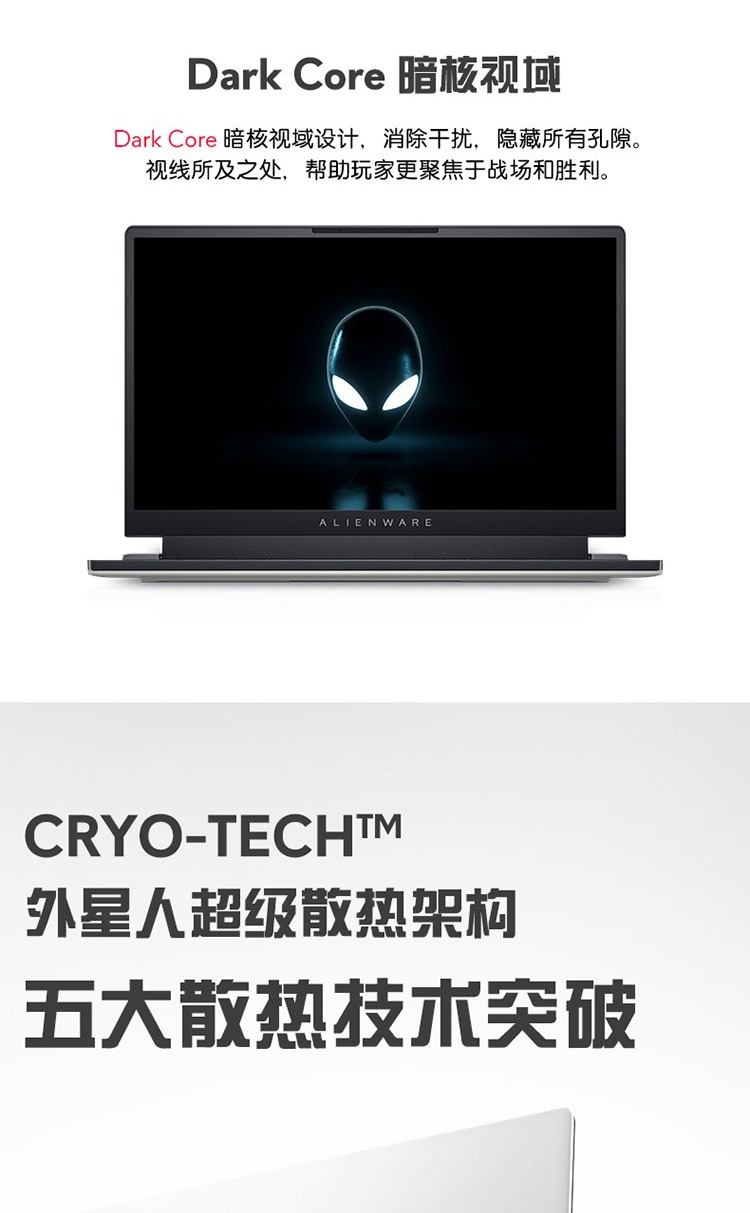 Dark Core 暗核视域
Dark Core 暗核视域设计，消除干扰，隐藏所有孔隙。
视线所及之处，帮助玩家更聚焦于战场和胜利。
ALIENWARE
CRYO-TECH™
外星人超级散热架构
五大散热技术突破